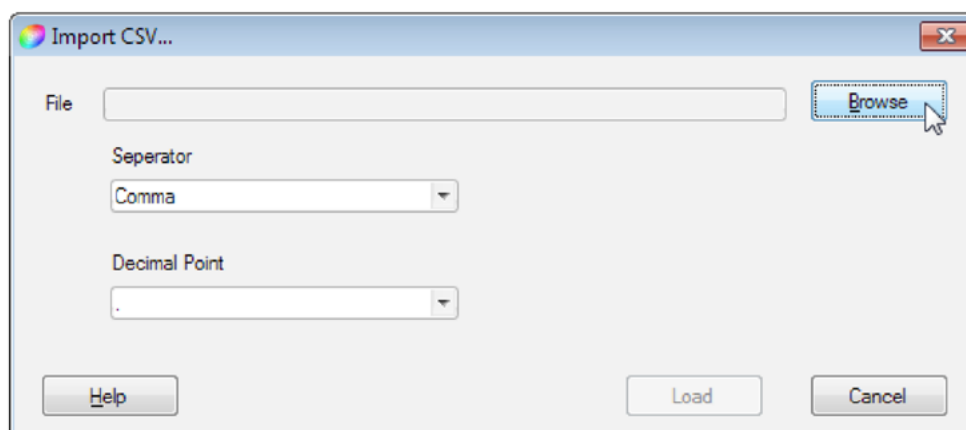 Import CSV...
File
Browse
Seperator
Comma
Decimal Point
.
Help
Load
Cancel